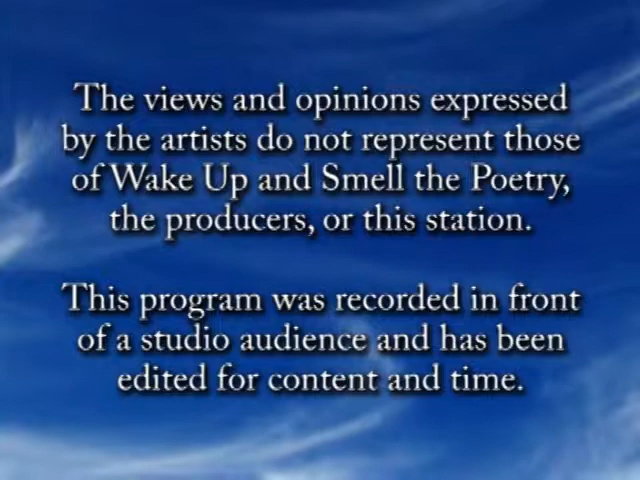 The views and opinions expressed
by the artists do not represent those
of Wake Up and Smell the Poetry,
the producers, or this station.
This program was recorded in front
of a studio audience and has been
edited for content and time.